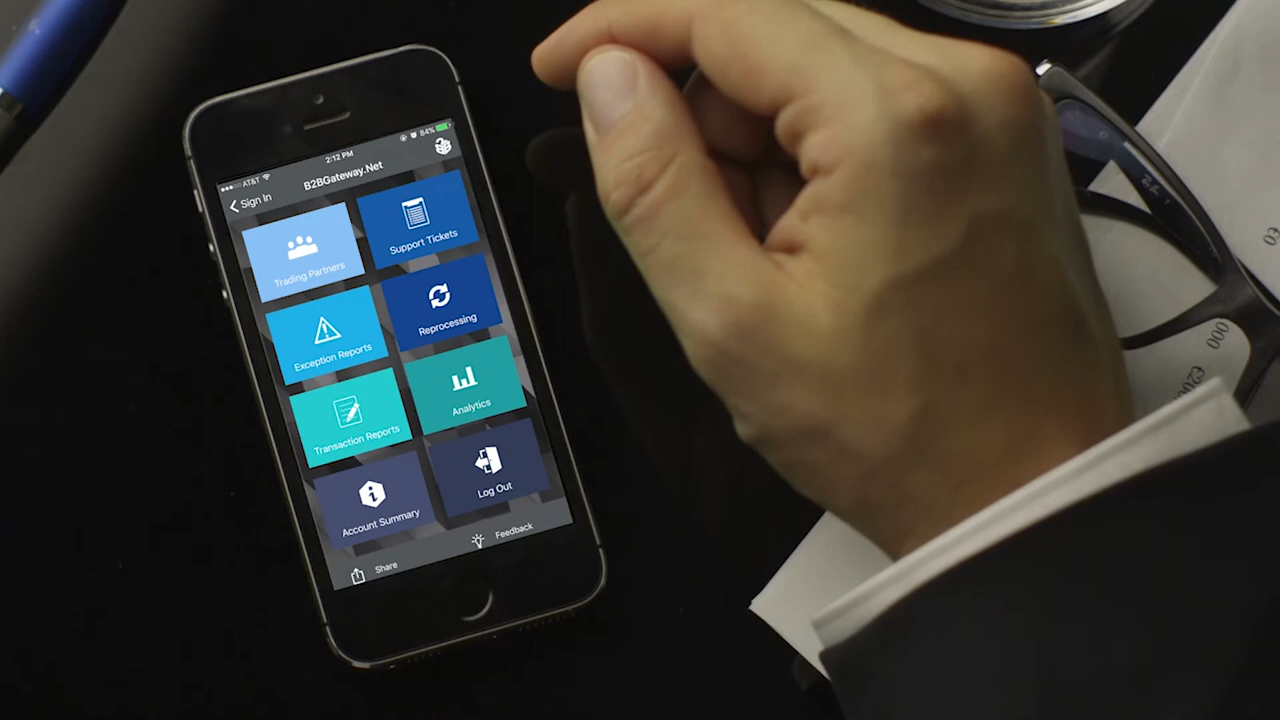 AT&T
2:12 PM
84%
Sign In
B2BGateway.Net
Trading Partners
Support Tickets
Exception Reports
Reprocessing
Transaction Reports
Analytics
Account Summary
Log Out
Share
Feedback
000